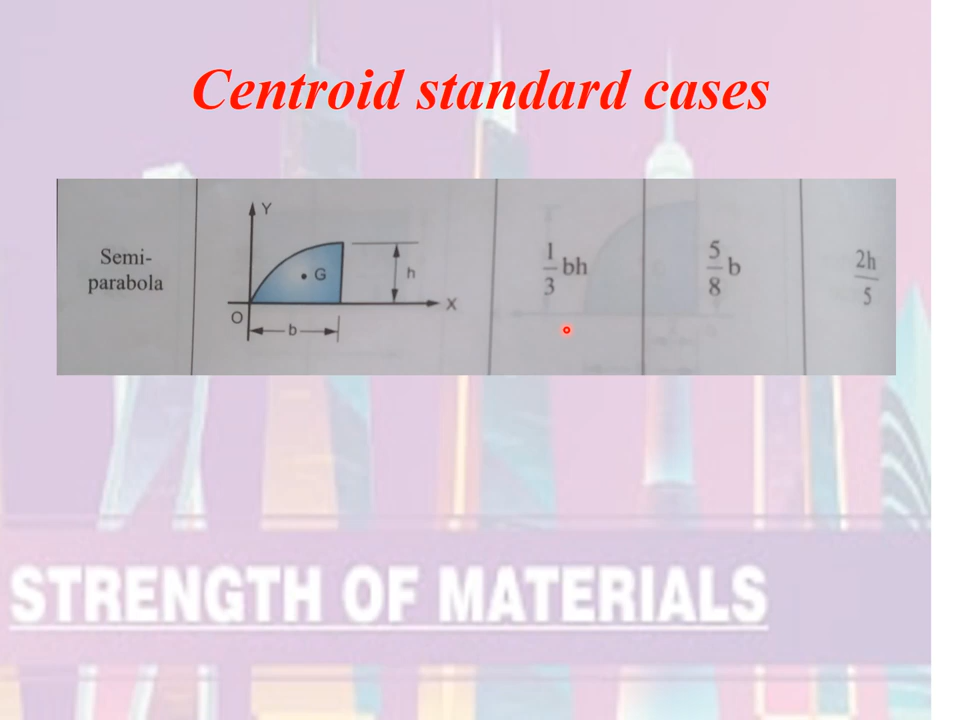 Centroid standard cases
Semi-
parabola
Y
G
h
X
O
b
1/3 bh
5/8 b
2h/5
STRENGTH OF MATERIALS